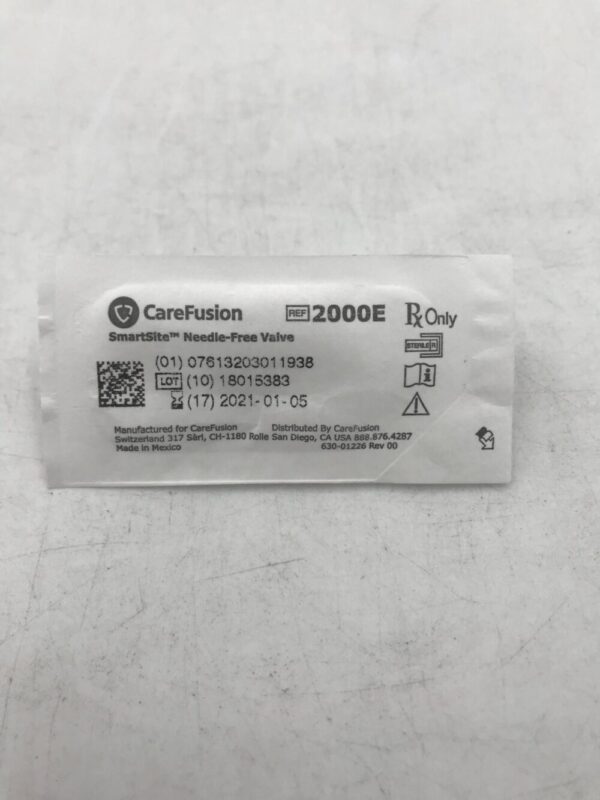 CareFusion
REF 2000E
Rx Only
SmartSite™ Needle-Free Valve
STERILE R
(01) 07613203011938
LOT (10) 18015383
(17) 2021-01-05
Manufactured for CareFusion
Switzerland 317 Sàrl, CH-1180 Rolle
Made in Mexico
Distributed By CareFusion
San Diego, CA USA 888.876.4287
630-01226 Rev 00